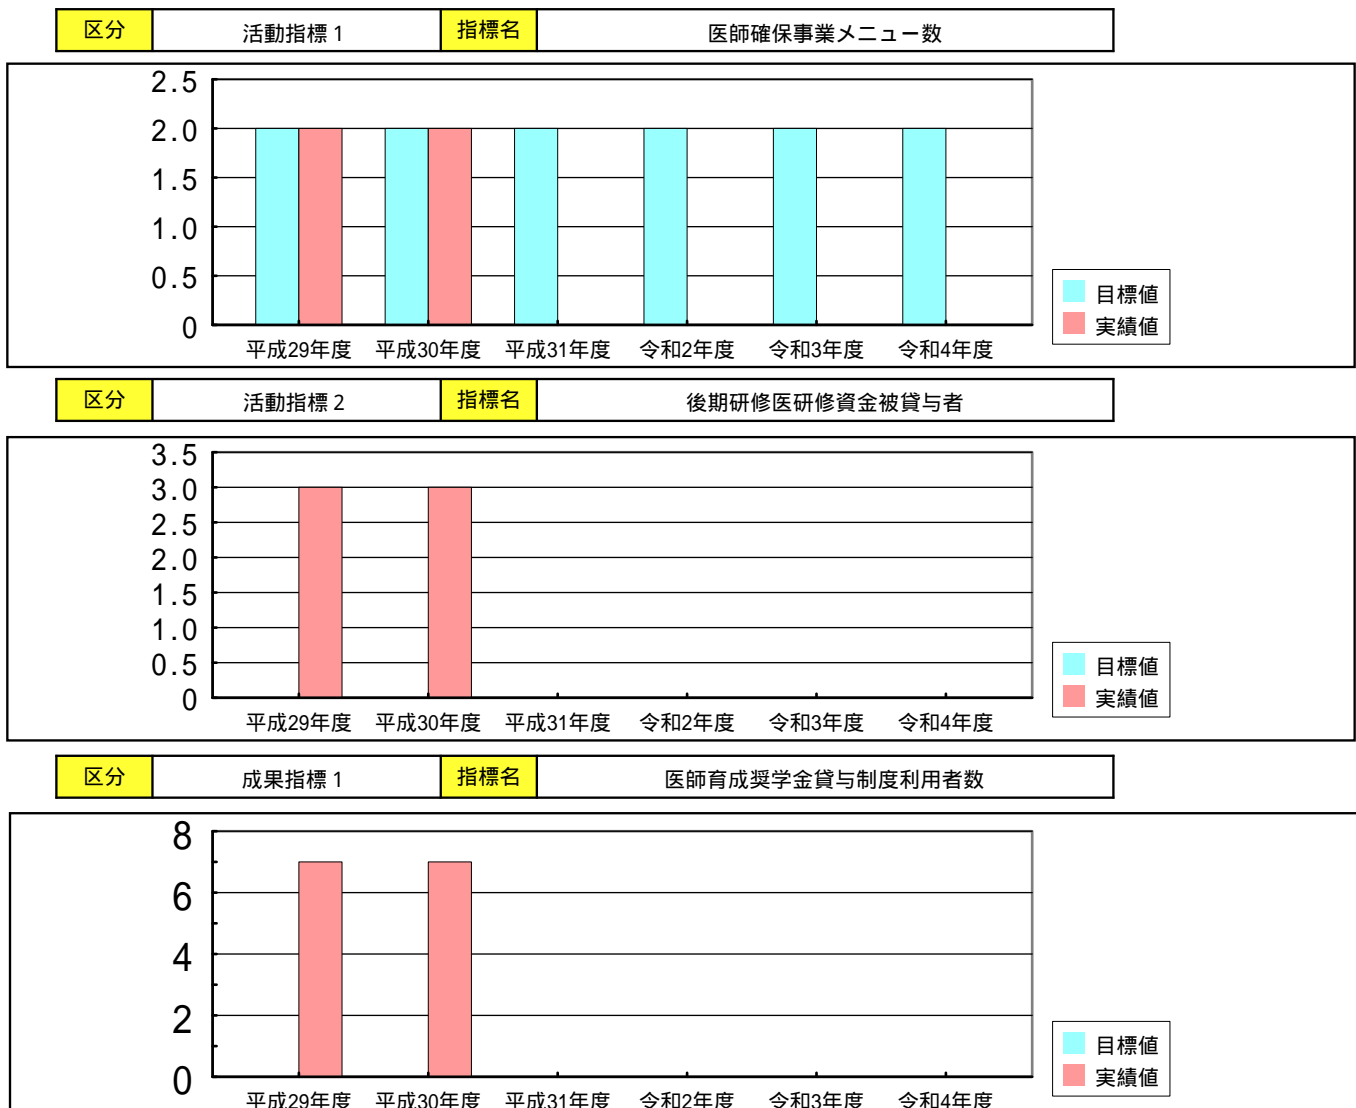 区分 活動指標1 指標名 医師確保事業メニュー数
2.5
2.0
1.5
1.0
0.5
0
平成29年度 平成30年度 平成31年度 令和2年度 令和3年度 令和4年度
目標値
実績値
区分 活動指標2 指標名 後期研修医研修資金被貸与者
3.5
3.0
2.5
2.0
1.5
1.0
0.5
0
平成29年度 平成30年度 平成31年度 令和2年度 令和3年度 令和4年度
目標値
実績値
区分 成果指標1 指標名 医師育成奨学金貸与制度利用者数
8
6
4
2
0
平成29年度 平成30年度 平成31年度 令和2年度 令和3年度 令和4年度
目標値
実績値